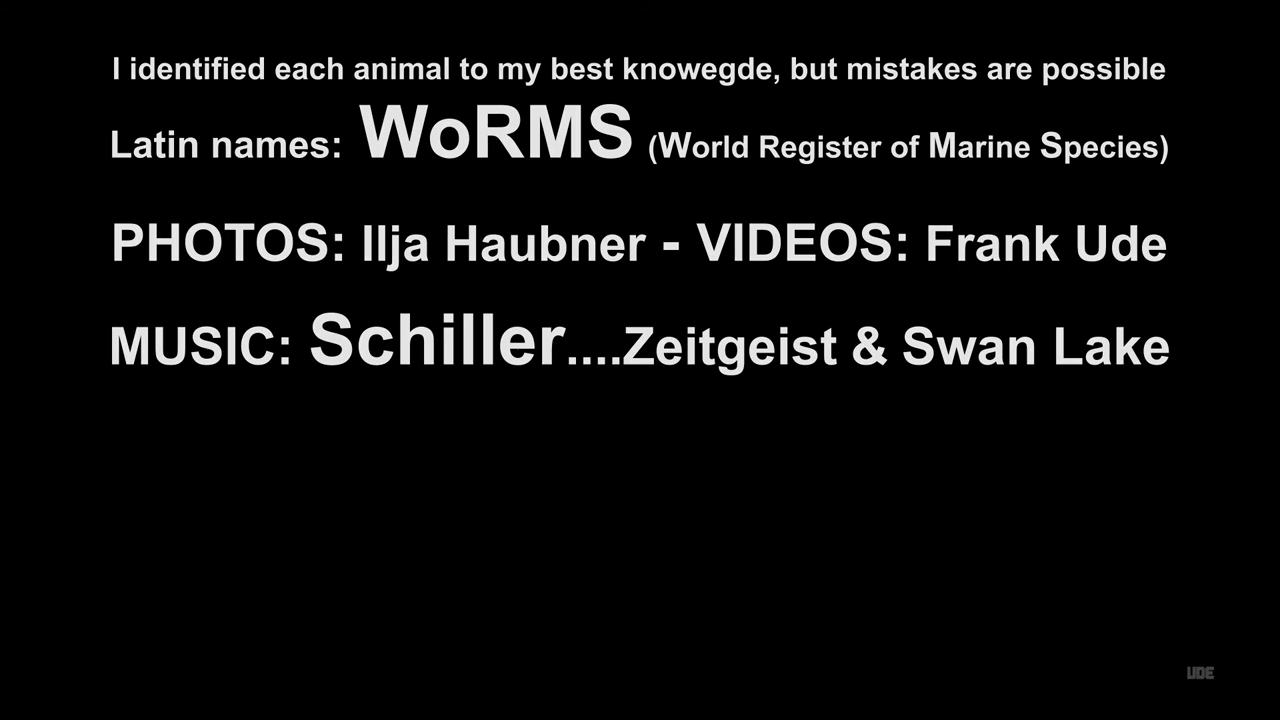 I identified each animal to my best knowegde, but mistakes are possible
Latin names: WoRMS (World Register of Marine Species)
PHOTOS: Ilja Haubner - VIDEOS: Frank Ude
MUSIC: Schiller....Zeitgeist & Swan Lake
UDE